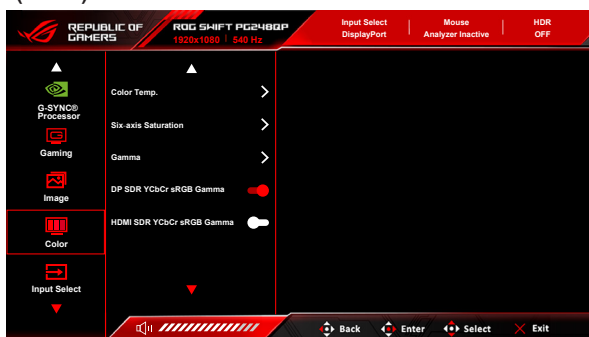 REPUBLIC OF
GAMERS
ROG SWIFT PG248QP
1920x1080 540 Hz
Input Select
DisplayPort
Mouse
Analyzer Inactive
HDR
OFF
G-SYNC®
Processor
Gaming
Image
Color
Input Select
Color Temp.
Six-axis Saturation
Gamma
DP SDR YCbCr sRGB Gamma
HDMI SDR YCbCr sRGB Gamma
Back
Enter
Select
Exit